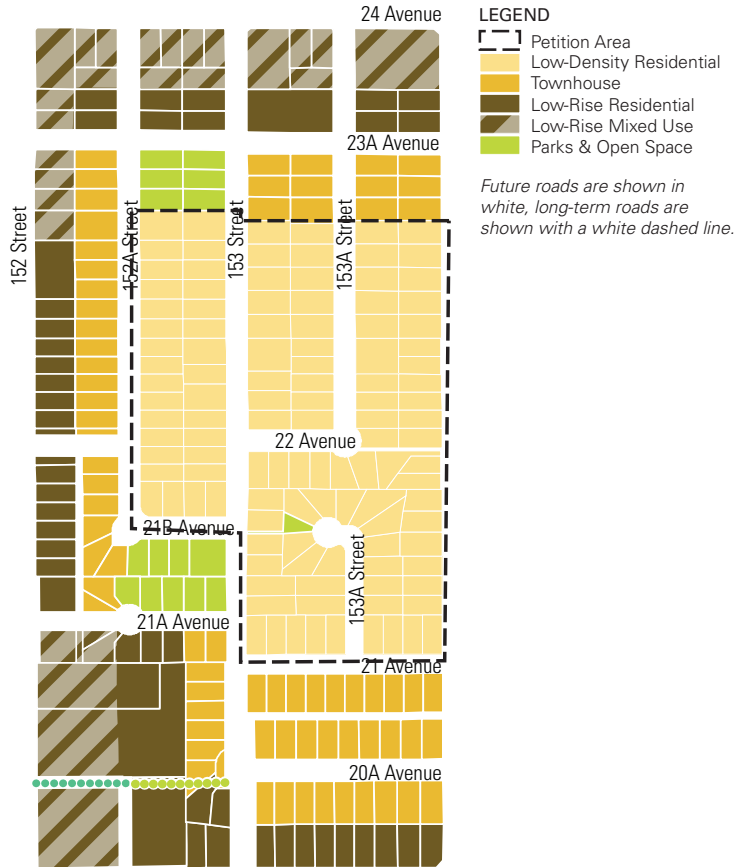 24 Avenue
LEGEND
Petition Area
Low-Density Residential
Townhouse
Low-Rise Residential
Low-Rise Mixed Use
Parks & Open Space
Future roads are shown in
white, long-term roads are
shown with a white dashed line.
23A Avenue
152 Street
152A Street
153 Street
153A Street
22 Avenue
21B Avenue
153A Street
21A Avenue
21 Avenue
20A Avenue